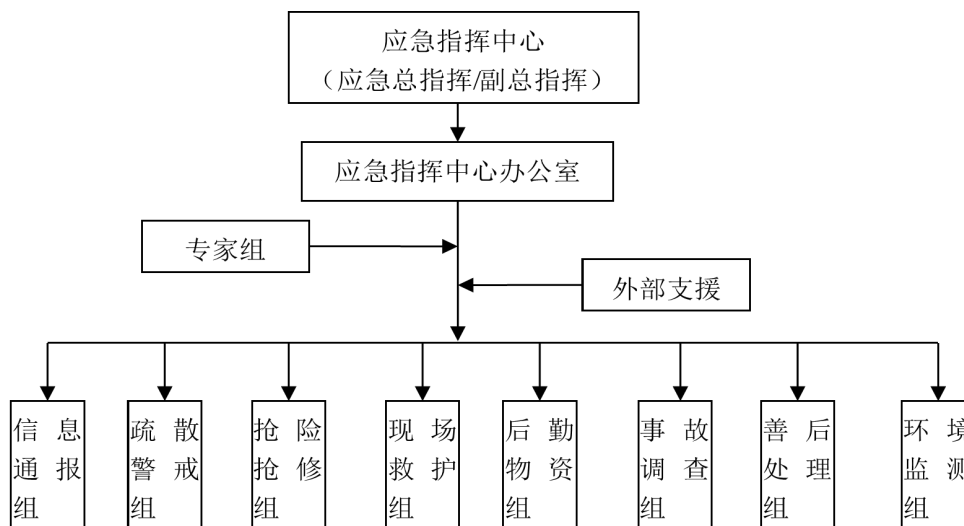 应急指挥中心
（应急总指挥/副总指挥）
应急指挥中心办公室
专家组
外部支援
信息
通报
组
疏散
警戒
组
抢险
抢修
组
现场
救护
组
后勤
物资
组
事故
调查
组
善后
处理
组
环境
监测
组